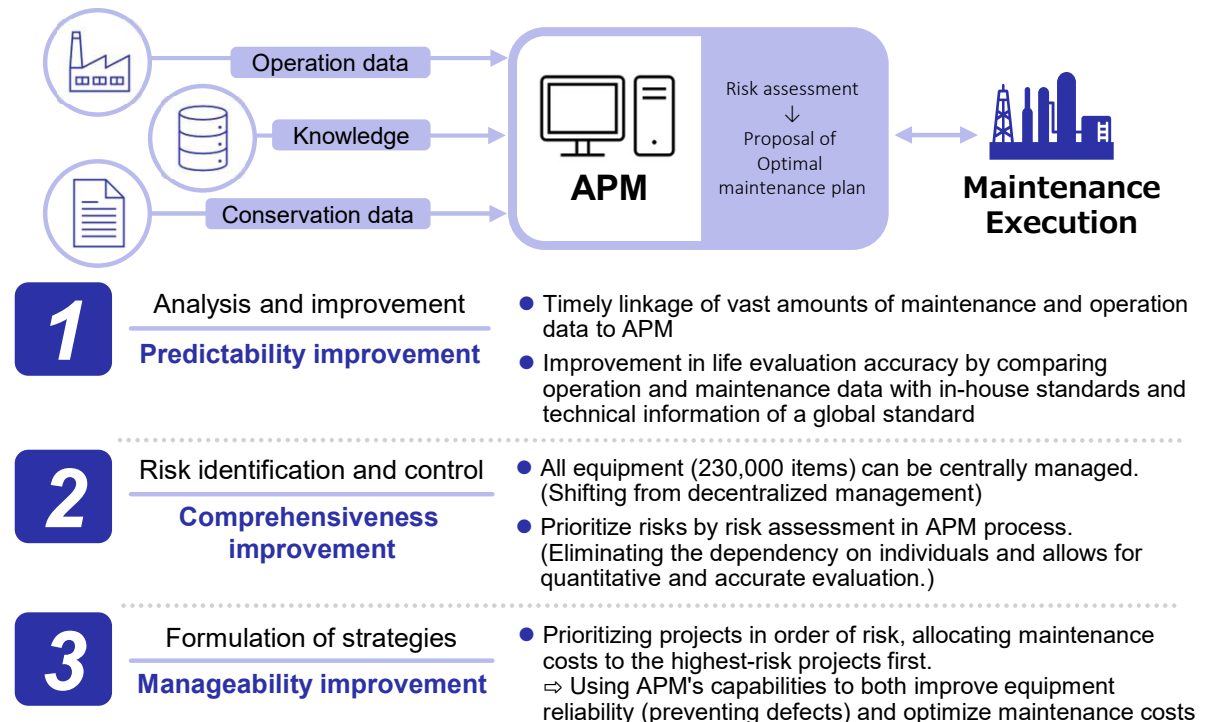 Operation data
Knowledge
Conservation data
APM
Risk assessment
↓
Proposal of
Optimal
maintenance plan
Maintenance
Execution
1
Analysis and improvement
Predictability improvement
● Timely linkage of vast amounts of maintenance and operation
data to APM
● Improvement in life evaluation accuracy by comparing
operation and maintenance data with in-house standards and
technical information of a global standard
2
Risk identification and control
Comprehensiveness
improvement
● All equipment (230,000 items) can be centrally managed.
(Shifting from decentralized management)
● Prioritize risks by risk assessment in APM process.
(Eliminating the dependency on individuals and allows for
quantitative and accurate evaluation.)
3
Formulation of strategies
Manageability improvement
● Prioritizing projects in order of risk, allocating maintenance
costs to the highest-risk projects first.
⇨ Using APM's capabilities to both improve equipment
reliability (preventing defects) and optimize maintenance costs